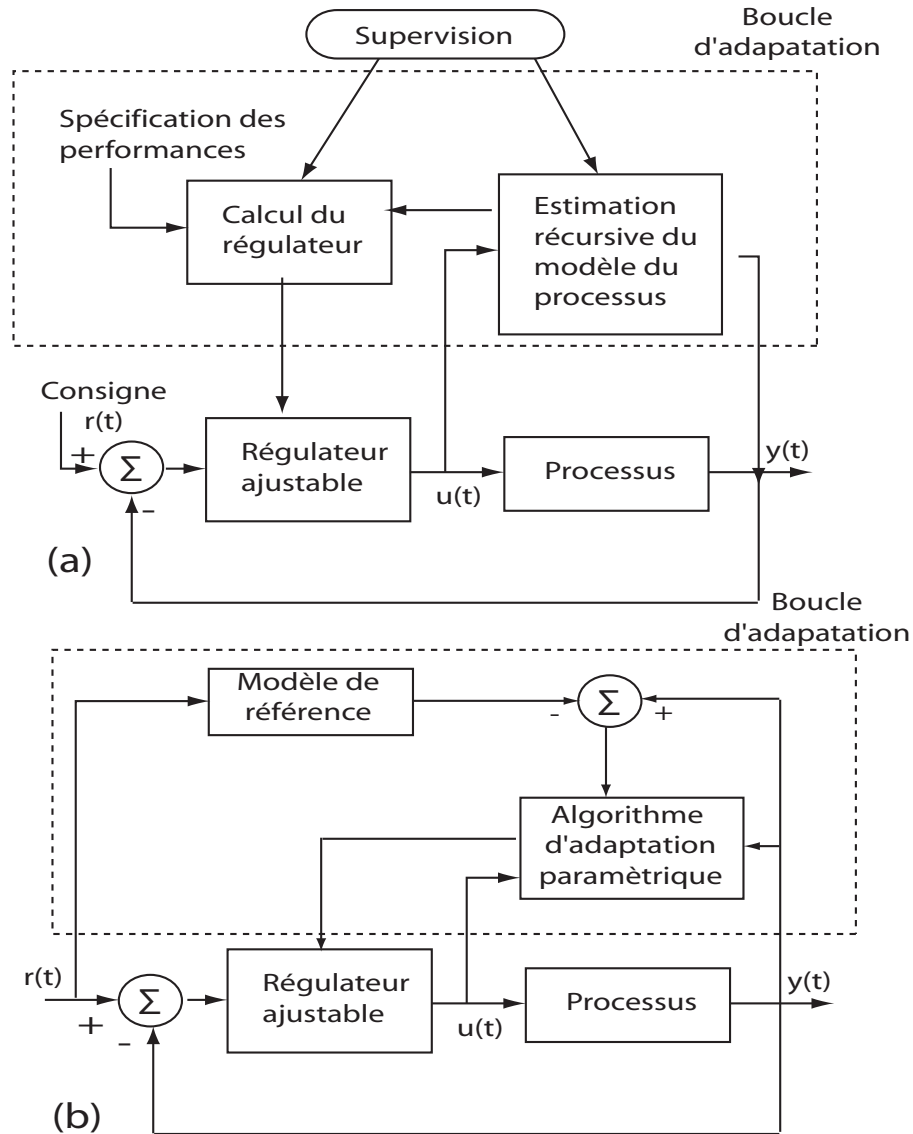 Supervision
Boucle
d'adapatation
Spécification des
performances
Calcul du
régulateur
Estimation
récursive du
modèle du
processus
Consigne
r(t)
+
Σ
-
Régulateur
ajustable
u(t)
Processus
y(t)
(a)
Boucle
d'adapatation
Modèle de
référence
-
Σ
+
Algorithme
d'adaptation
paramètrique
r(t)
+
Σ
-
Régulateur
ajustable
u(t)
Processus
y(t)
(b)